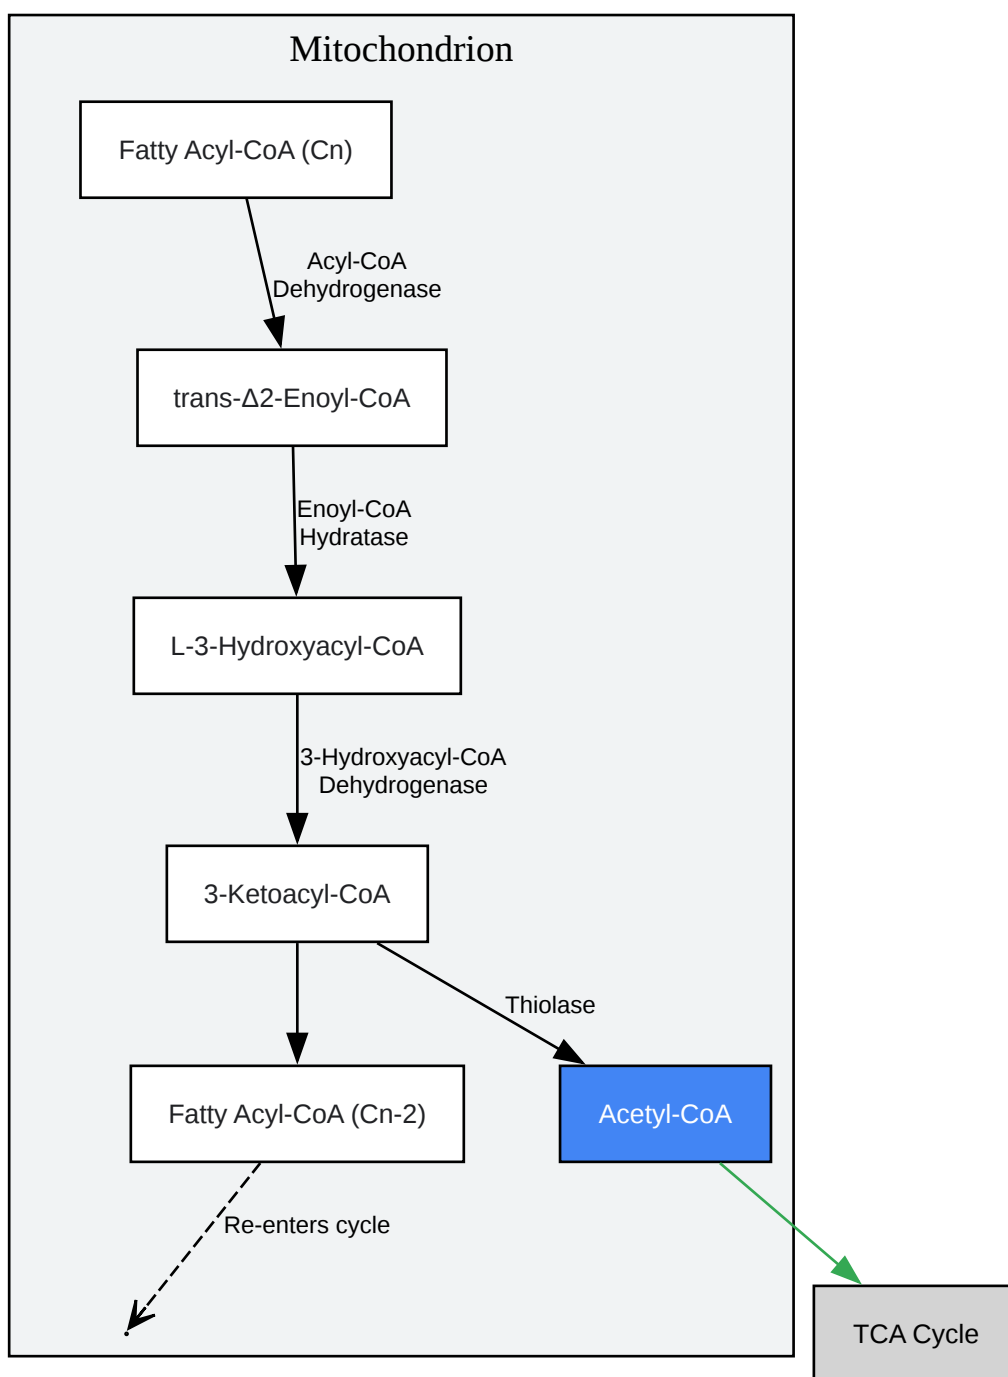 Mitochondrion
Fatty Acyl-CoA (Cn)
Acyl-CoA
Dehydrogenase
trans-Δ2-Enoyl-CoA
Enoyl-CoA
Hydratase
L-3-Hydroxyacyl-CoA
3-Hydroxyacyl-CoA
Dehydrogenase
3-Ketoacyl-CoA
Thiolase
Fatty Acyl-CoA (Cn-2)
Acetyl-CoA
Re-enters cycle
TCA Cycle